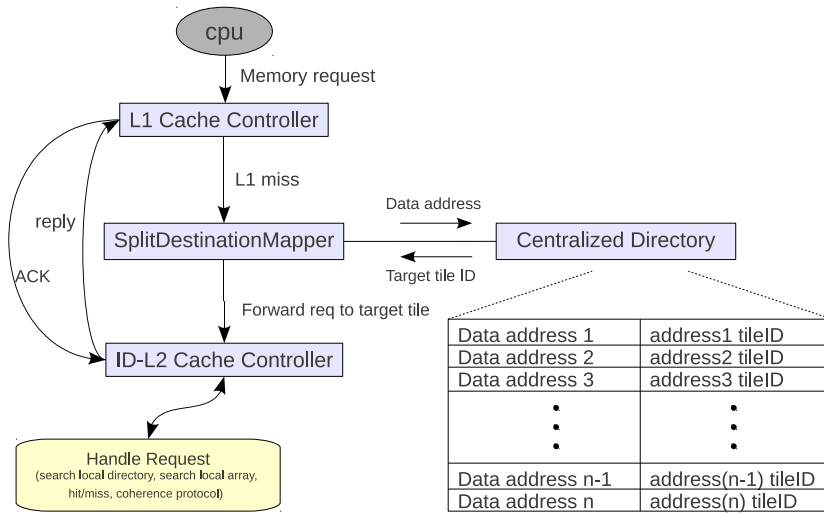 cpu
Memory request
L1 Cache Controller
L1 miss
reply
ACK
SplitDestinationMapper
Data address
Target tile ID
Centralized Directory
Forward req to target tile
ID-L2 Cache Controller
Handle Request
(search local directory, search local array,
hit/miss, coherence protocol)
Data address 1 address1 tileID
Data address 2 address2 tileID
Data address 3 address3 tileID
Data address n-1 address(n-1) tileID
Data address n address(n) tileID